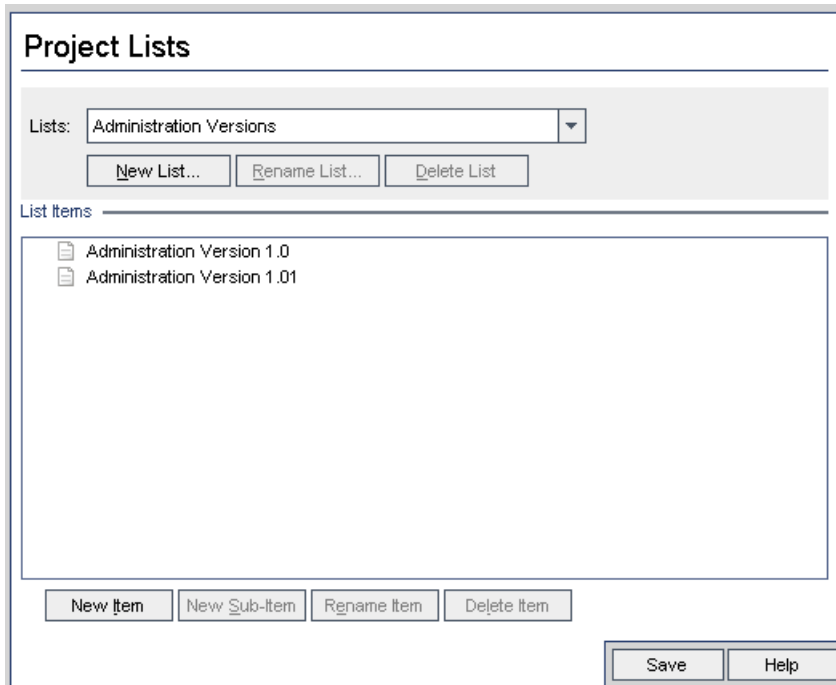 Project Lists
Lists: Administration Versions
New List... Rename List... Delete List
List Items
Administration Version 1.0
Administration Version 1.01
New Item New Sub-Item Rename Item Delete Item
Save Help